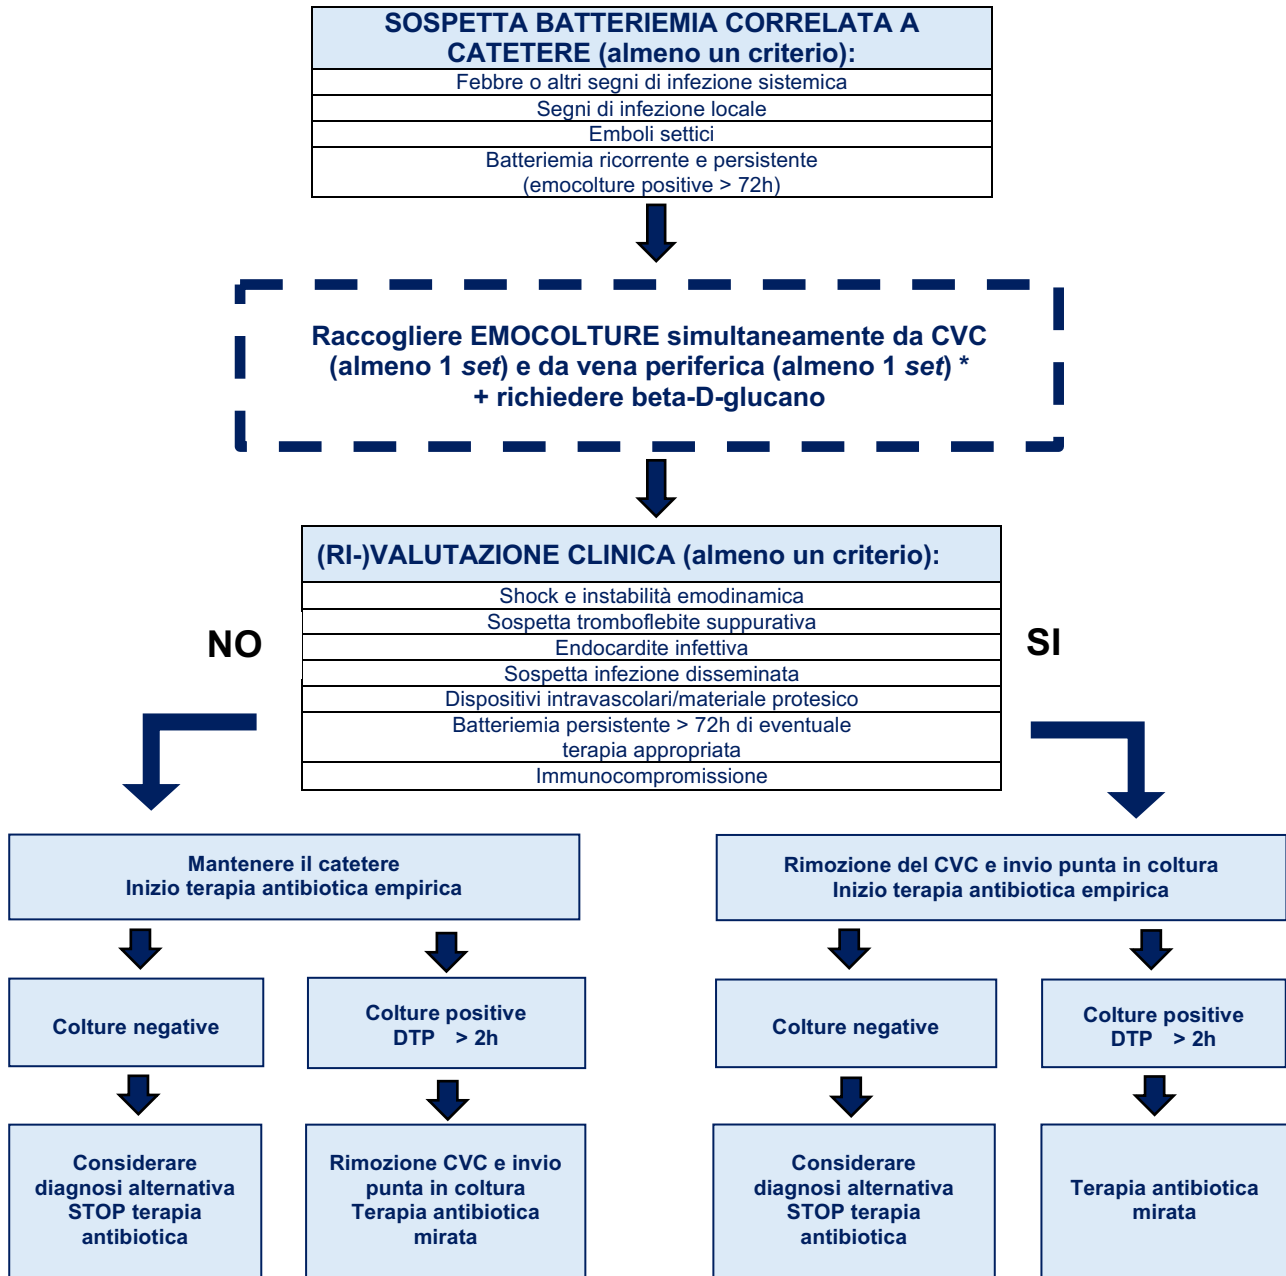 SOSPETTA BATTERIEMIA CORRELATA A
CATETERE (almeno un criterio):
Febbre o altri segni di infezione sistemica
Segni di infezione locale
Emboli settici
Batteriemia ricorrente e persistente
(emocolture positive > 72h)
Raccogliere EMOCOLTURE simultaneamente da CVC
(almeno 1 set) e da vena periferica (almeno 1 set) *
+ richiedere beta-D-glucano
(RI-)VALUTAZIONE CLINICA (almeno un criterio):
Shock e instabilità emodinamica
Sospetta tromboflebite suppurativa
Endocardite infettiva
Sospetta infezione disseminata
Dispositivi intravascolari/materiale protesico
Batteriemia persistente > 72h di eventuale
terapia appropriata
Immunocompromissione
NO
SI
Mantenere il catetere
Inizio terapia antibiotica empirica
Rimozione del CVC e invio punta in coltura
Inizio terapia antibiotica empirica
Colture negative
Colture positive
DTP > 2h
Colture negative
Colture positive
DTP > 2h
Considerare
diagnosi alternativa
STOP terapia
antibiotica
Rimozione CVC e invio
punta in coltura
Terapia antibiotica
mirata
Considerare
diagnosi alternativa
STOP terapia
antibiotica
Terapia antibiotica
mirata